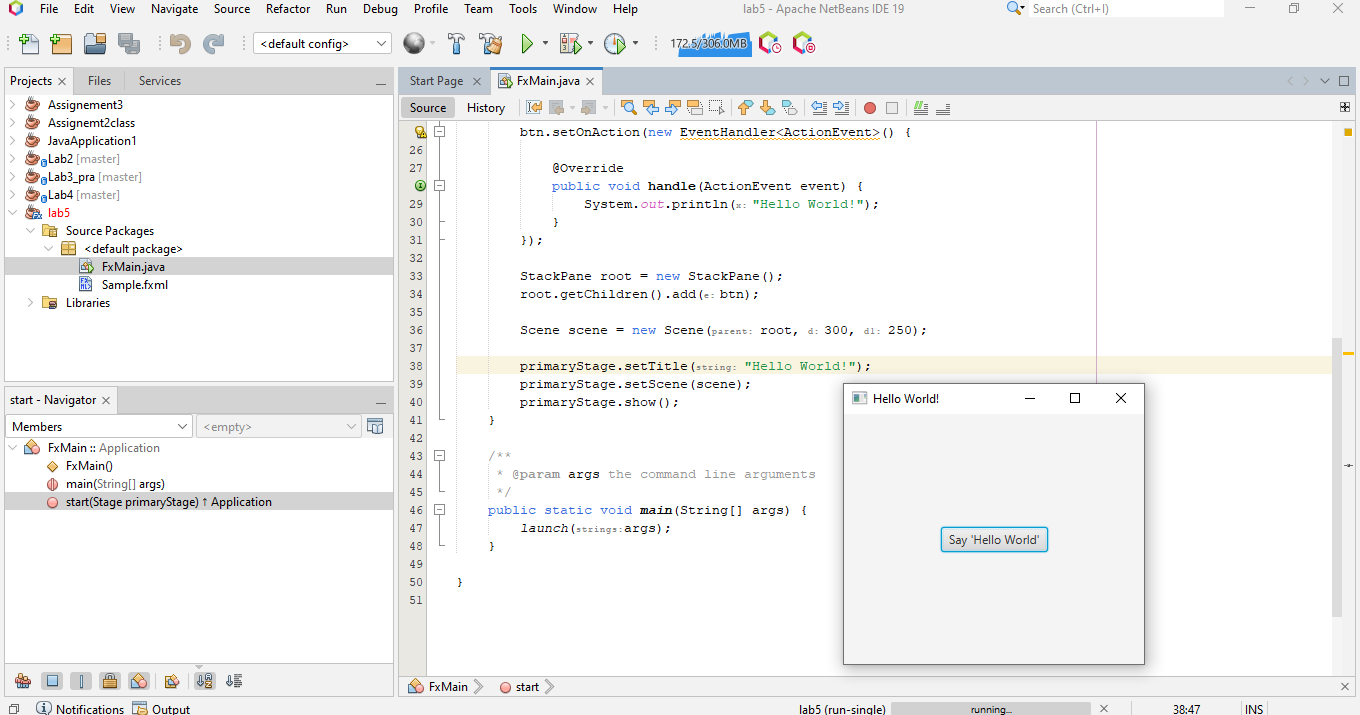 File Edit View Navigate Source Refactor Run Debug Profile Team Tools Window Help lab5 - Apache NetBeans IDE 19 Search (Ctrl+I)
<default config> 172.5/306.0MB
Projects Files Services
Assignement3
Assignemt2class
JavaApplication1
Lab2 [master]
Lab3_pra [master]
Lab4 [master]
lab5
Source Packages
<default package>
FxMain.java
Sample.fxml
Libraries
start - Navigator
Members <empty>
FxMain :: Application
FxMain()
main(String[] args)
start(Stage primaryStage) ↑ Application
Start Page FxMain.java
Source History
btn.setOnAction(new EventHandler<ActionEvent>() {
26
27 @Override
public void handle(ActionEvent event) {
29 System.out.println(x: "Hello World!");
30 }
31 });
32
33 StackPane root = new StackPane();
34 root.getChildren().add(e: btn);
35
36 Scene scene = new Scene(parent: root, d: 300, d1: 250);
37
38 primaryStage.setTitle(string: "Hello World!");
39 primaryStage.setScene(scene);
40 primaryStage.show();
41 }
42
43 /**
44 * @param args the command line arguments
45 */
46 public static void main(String[] args) {
47 launch(strings: args);
48 }
49
50 }
51
Hello World!
Say 'Hello World'
FxMain start
Notifications Output lab5 (run-single) running... 38:47 INS